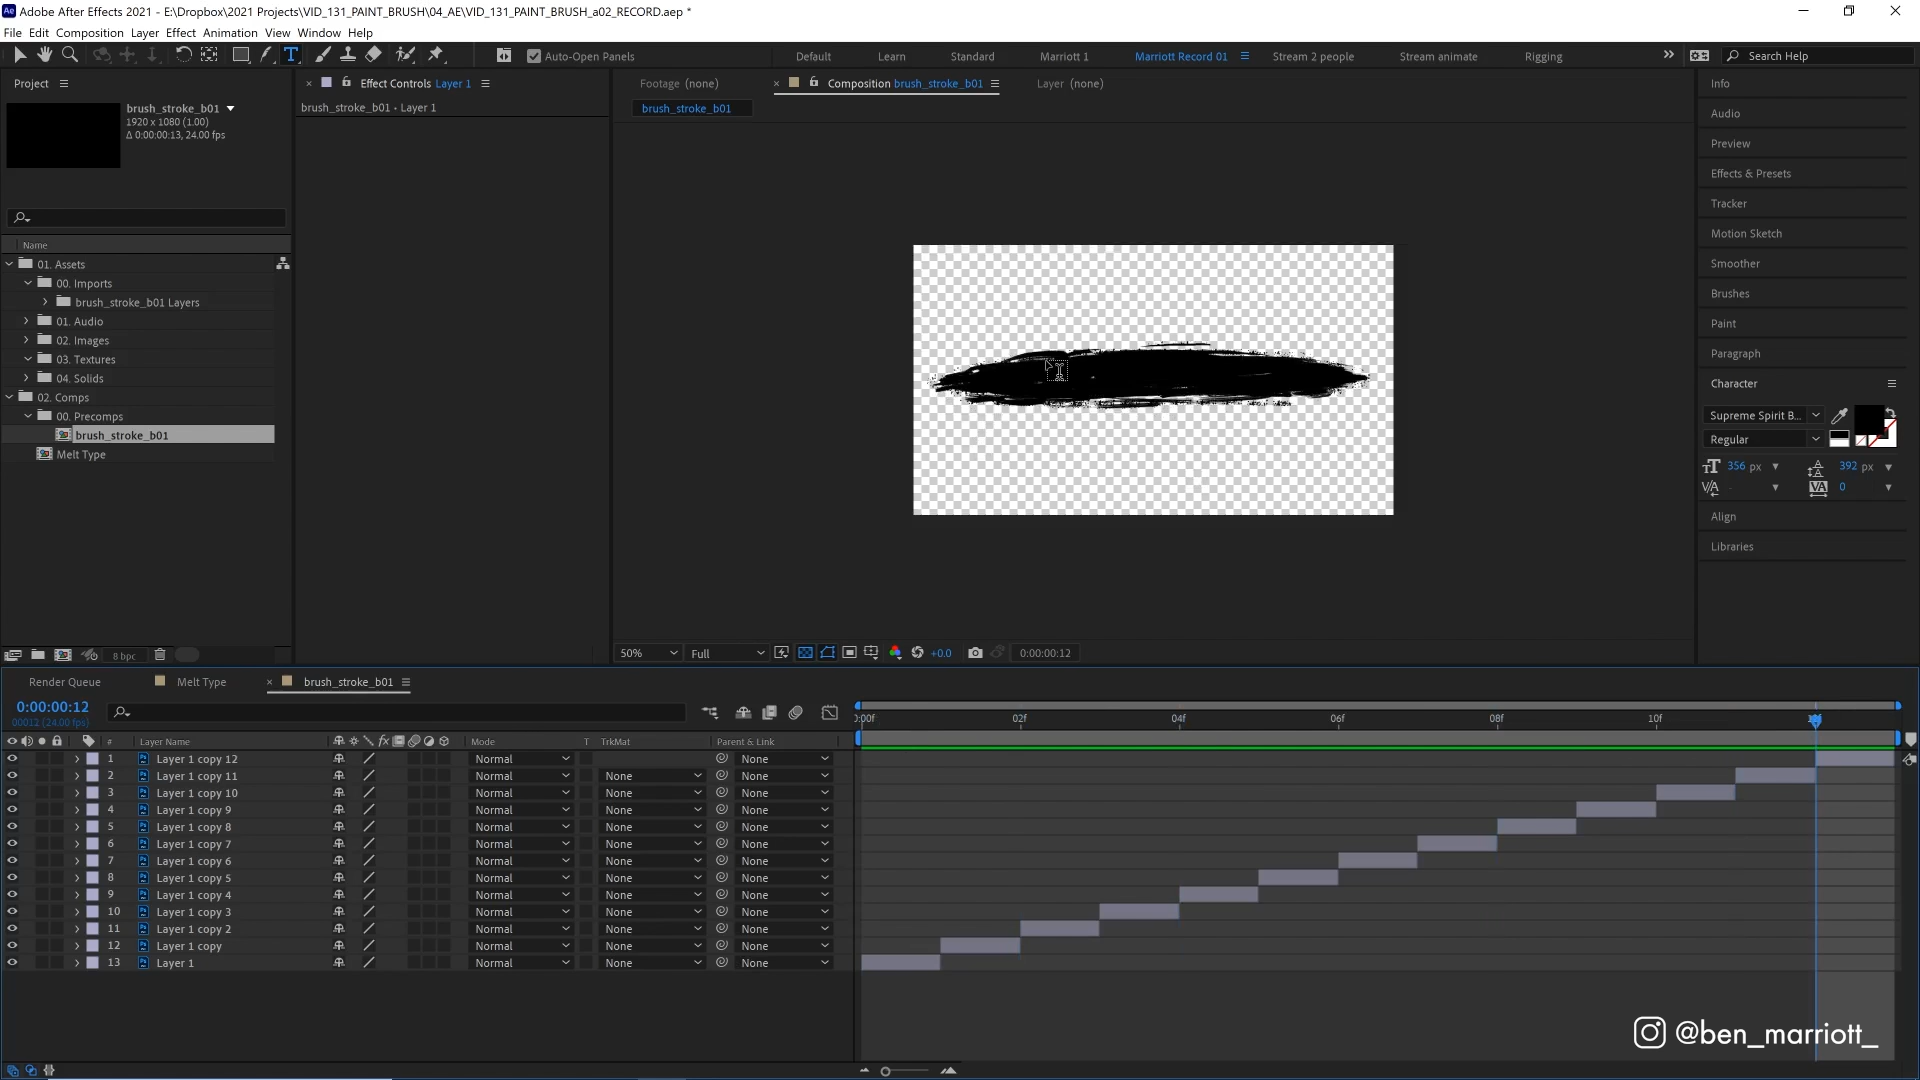 Adobe After Effects 2021 - E:\Dropbox\2021 Projects\VID_131_PAINT_BRUSH\04_AE\VID_131_PAINT_BRUSH_a02_RECORD.aep *
File Edit Composition Layer Effect Animation View Window Help
Auto-Open Panels
Default Learn Standard Marriott 1 Marriott Record 01 Stream 2 people Stream animate Rigging
Search Help
Project
brush_stroke_b01
1920 x 1080 (1.00)
Δ 0:00:00:13, 24.00 fps
Name
01. Assets
00. Imports
brush_stroke_b01 Layers
01. Audio
02. Images
03. Textures
04. Solids
02. Comps
00. Precomps
brush_stroke_b01
Melt Type
8 bpc
Effect Controls Layer 1
brush_stroke_b01 • Layer 1
Footage (none)
Composition brush_stroke_b01
Layer (none)
brush_stroke_b01
50% Full +0.0 0:00:00:12
Info
Audio
Preview
Effects & Presets
Tracker
Motion Sketch
Smoother
Brushes
Paint
Paragraph
Character
Supreme Spirit B...
Regular
356 px 392 px
0
Align
Libraries
Render Queue Melt Type brush_stroke_b01
0:00:00:12
00012 (24.00 fps)
# Layer Name Mode T TrkMat Parent & Link
1 Layer 1 copy 12 Normal None
2 Layer 1 copy 11 Normal None None
3 Layer 1 copy 10 Normal None None
4 Layer 1 copy 9 Normal None None
5 Layer 1 copy 8 Normal None None
6 Layer 1 copy 7 Normal None None
7 Layer 1 copy 6 Normal None None
8 Layer 1 copy 5 Normal None None
9 Layer 1 copy 4 Normal None None
10 Layer 1 copy 3 Normal None None
11 Layer 1 copy 2 Normal None None
12 Layer 1 copy Normal None None
13 Layer 1 Normal None None
02f 04f 06f 08f 10f
@ben_marriott_